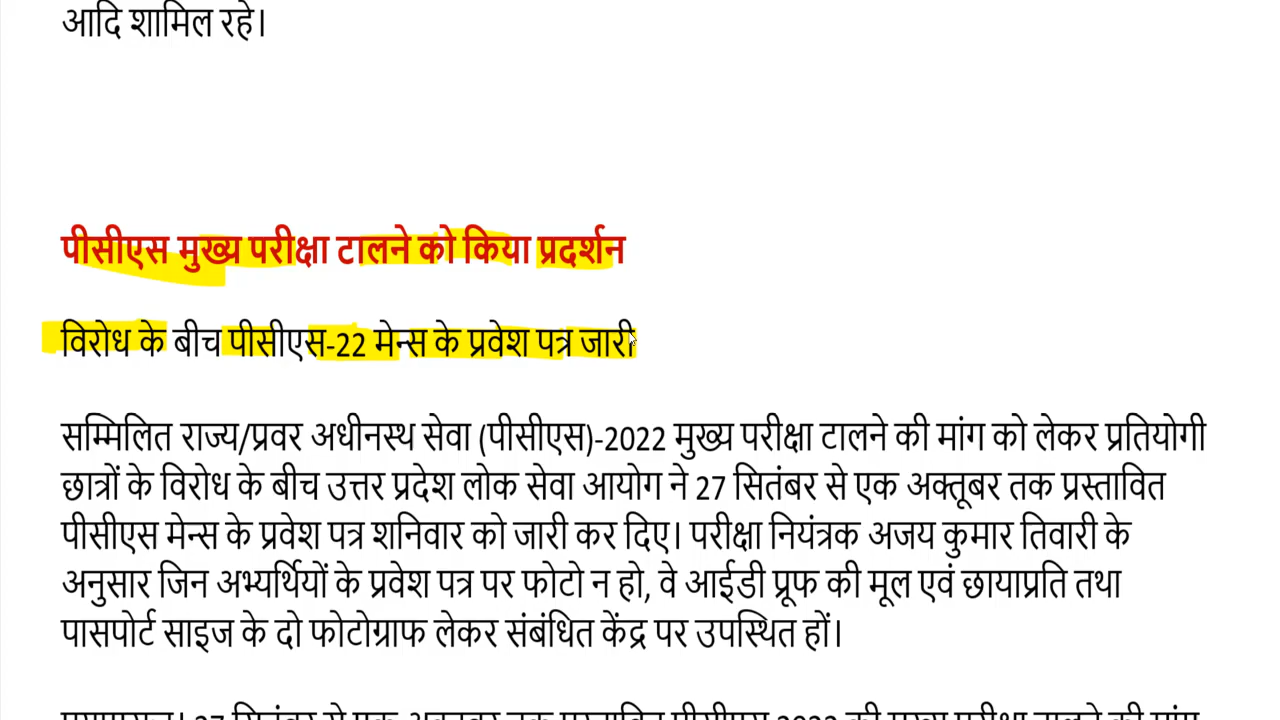 आदि शामिल रहे।
पीसीएस मुख्य परीक्षा टालने को किया प्रदर्शन
विरोध के बीच पीसीएस-22 मेन्स के प्रवेश पत्र जारी
सम्मिलित राज्य/प्रवर अधीनस्थ सेवा (पीसीएस)-2022 मुख्य परीक्षा टालने की मांग को लेकर प्रतियोगी
छात्रों के विरोध के बीच उत्तर प्रदेश लोक सेवा आयोग ने 27 सितंबर से एक अक्तूबर तक प्रस्तावित
पीसीएस मेन्स के प्रवेश पत्र शनिवार को जारी कर दिए। परीक्षा नियंत्रक अजय कुमार तिवारी के
अनुसार जिन अभ्यर्थियों के प्रवेश पत्र पर फोटो न हो, वे आईडी प्रूफ की मूल एवं छायाप्रति तथा
पासपोर्ट साइज के दो फोटोग्राफ लेकर संबंधित केंद्र पर उपस्थित हों।